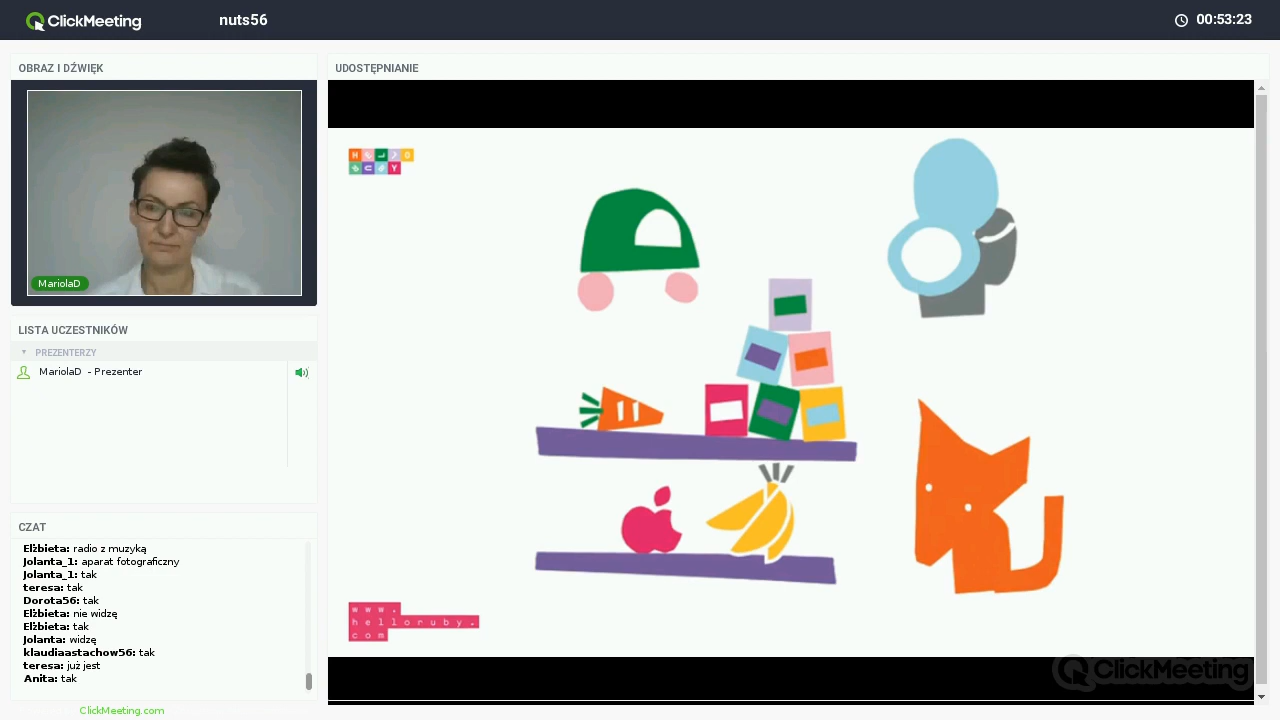 ClickMeeting
nuts56
00:53:23
OBRAZ I DŹWIĘK
UDOSTĘPNIANIE
MariolaD
LISTA UCZESTNIKÓW
PREZENTERZY
MariolaD - Prezenter
CZAT
Elżbieta: radio z muzyką
Jolanta_1: aparat fotograficzny
Jolanta_1: tak
teresa: tak
Dorota56: tak
Elżbieta: nie widzę
Elżbieta: tak
Jolanta: widzę
klaudiaastachow56: tak
teresa: już jest
Anita: tak
ClickMeeting.com
HELLO
RUBY
www.
helloruby.
com
ClickMeeting